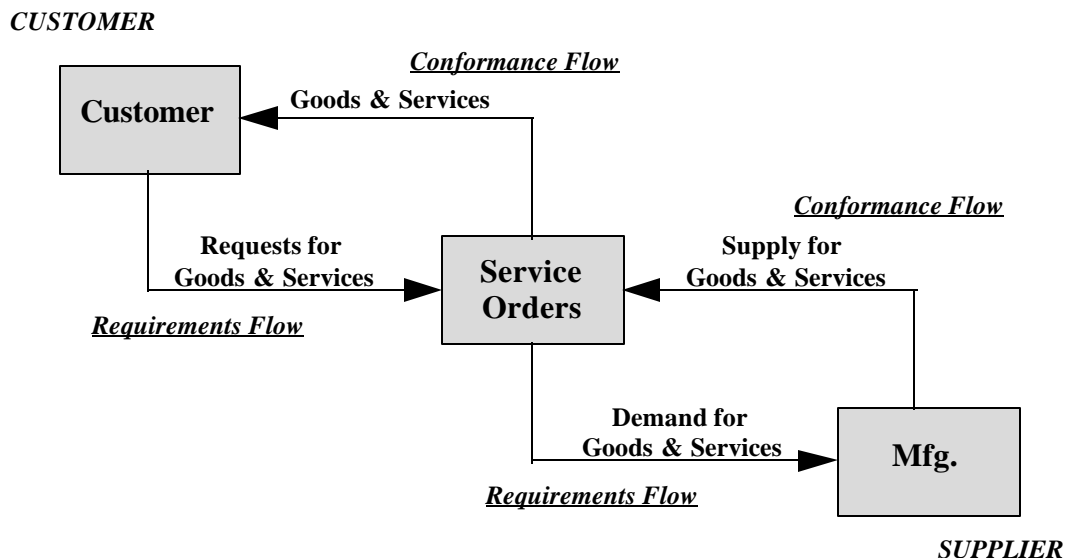 CUSTOMER
Conformance Flow
Goods & Services
Customer
Conformance Flow
Requests for
Goods & Services
Service
Orders
Supply for
Goods & Services
Requirements Flow
Demand for
Goods & Services
Mfg.
Requirements Flow
SUPPLIER